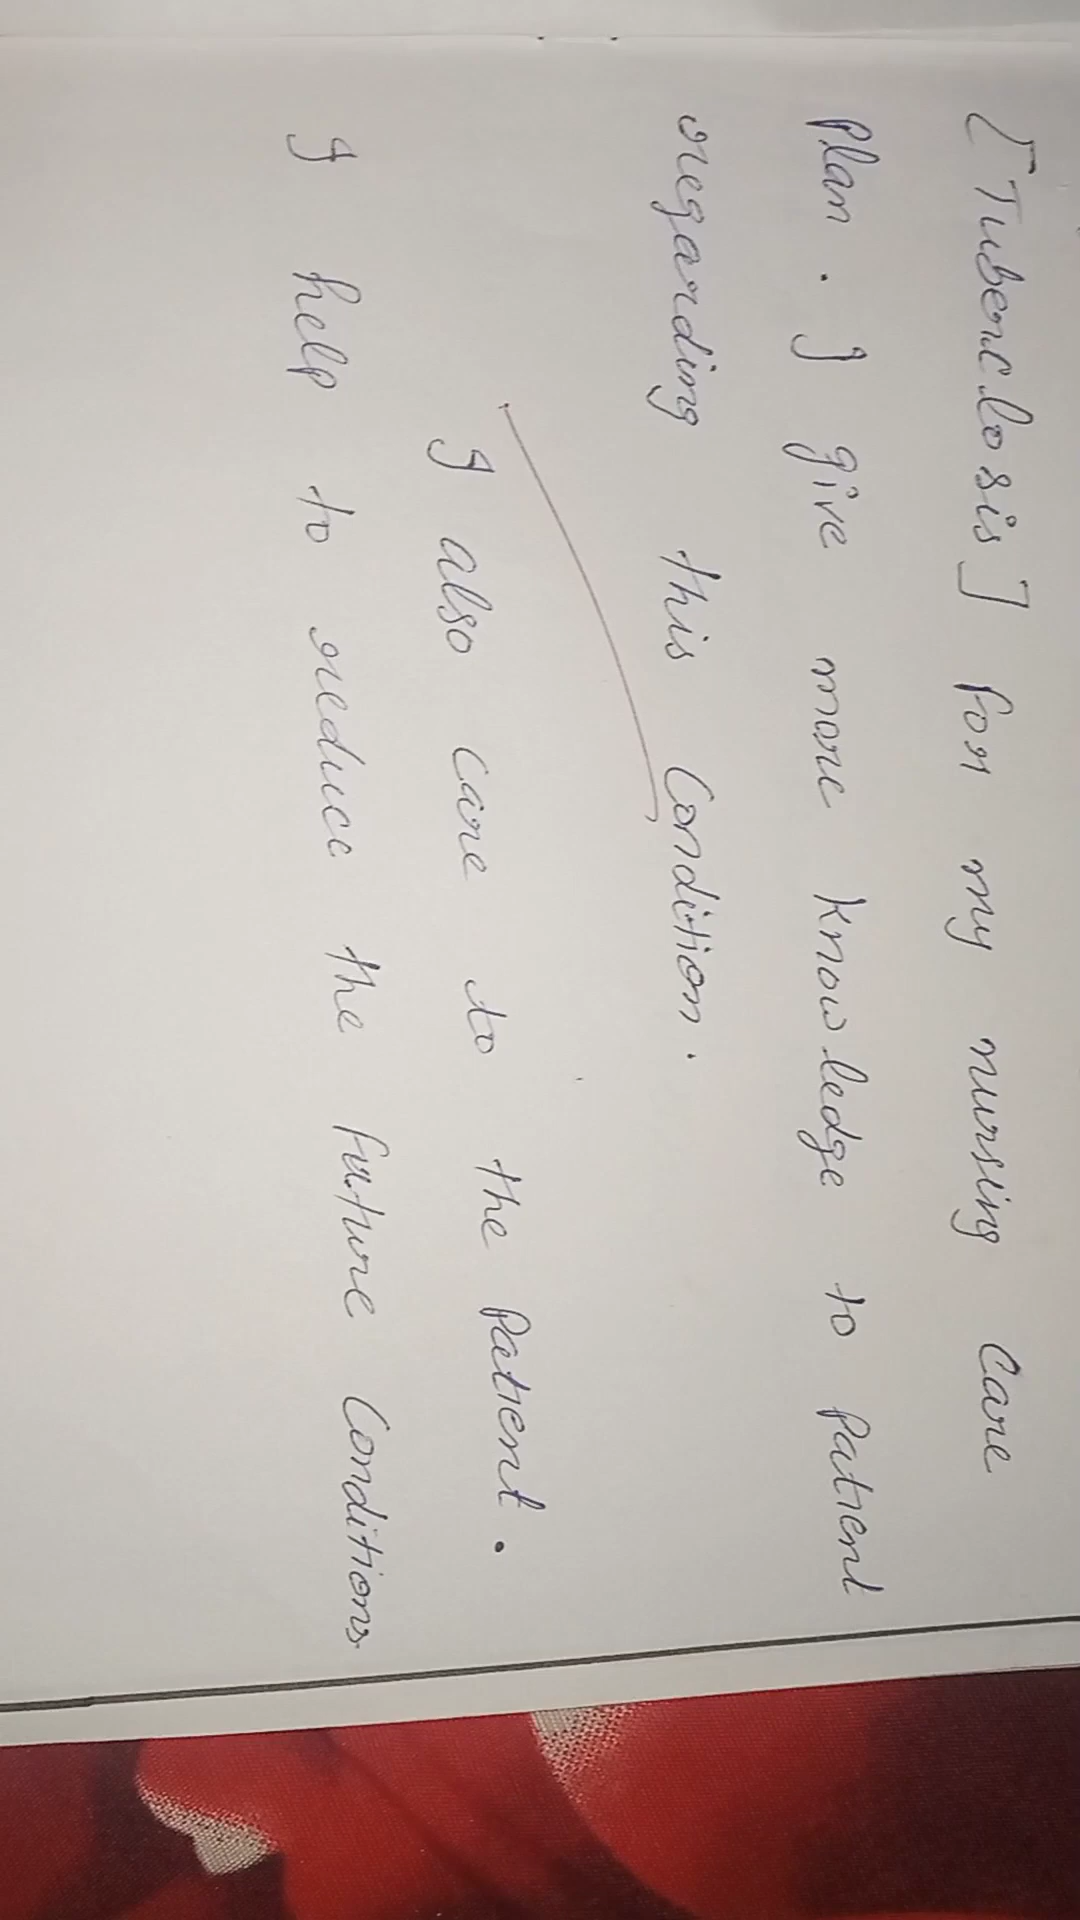 [Tuberclosis] for my nursing Care
Plan. I give more knowledge to Patient
regarding this Condition.
I also care to the Patient.
I help to reduce the future Conditions.